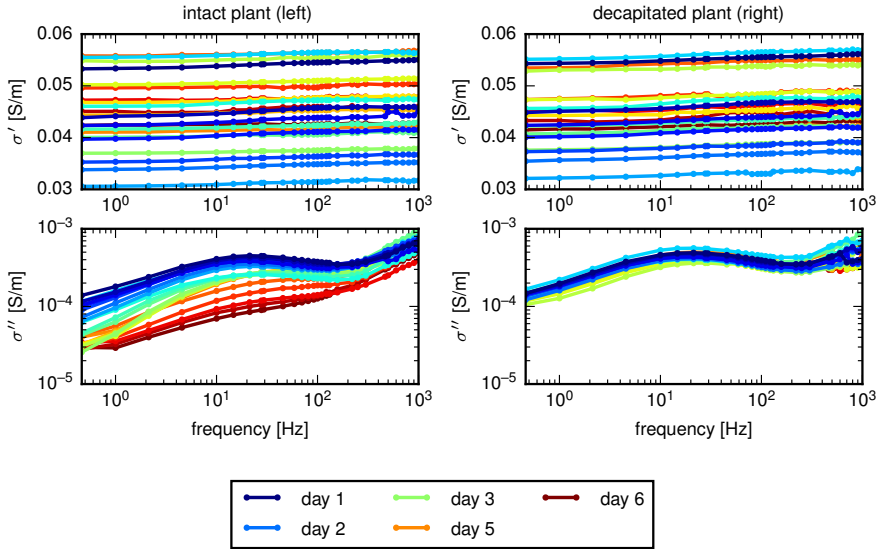 intact plant (left)
decapitated plant (right)
σ′ [S/m]
0.06
0.05
0.04
0.03
10⁰ 10¹ 10² 10³
σ′ [S/m]
0.06
0.05
0.04
0.03
10⁰ 10¹ 10² 10³
σ′′ [S/m]
10⁻³
10⁻⁴
10⁻⁵
10⁰ 10¹ 10² 10³
frequency [Hz]
σ′′ [S/m]
10⁻³
10⁻⁴
10⁻⁵
10⁰ 10¹ 10² 10³
frequency [Hz]
day 1 day 3 day 6
day 2 day 5